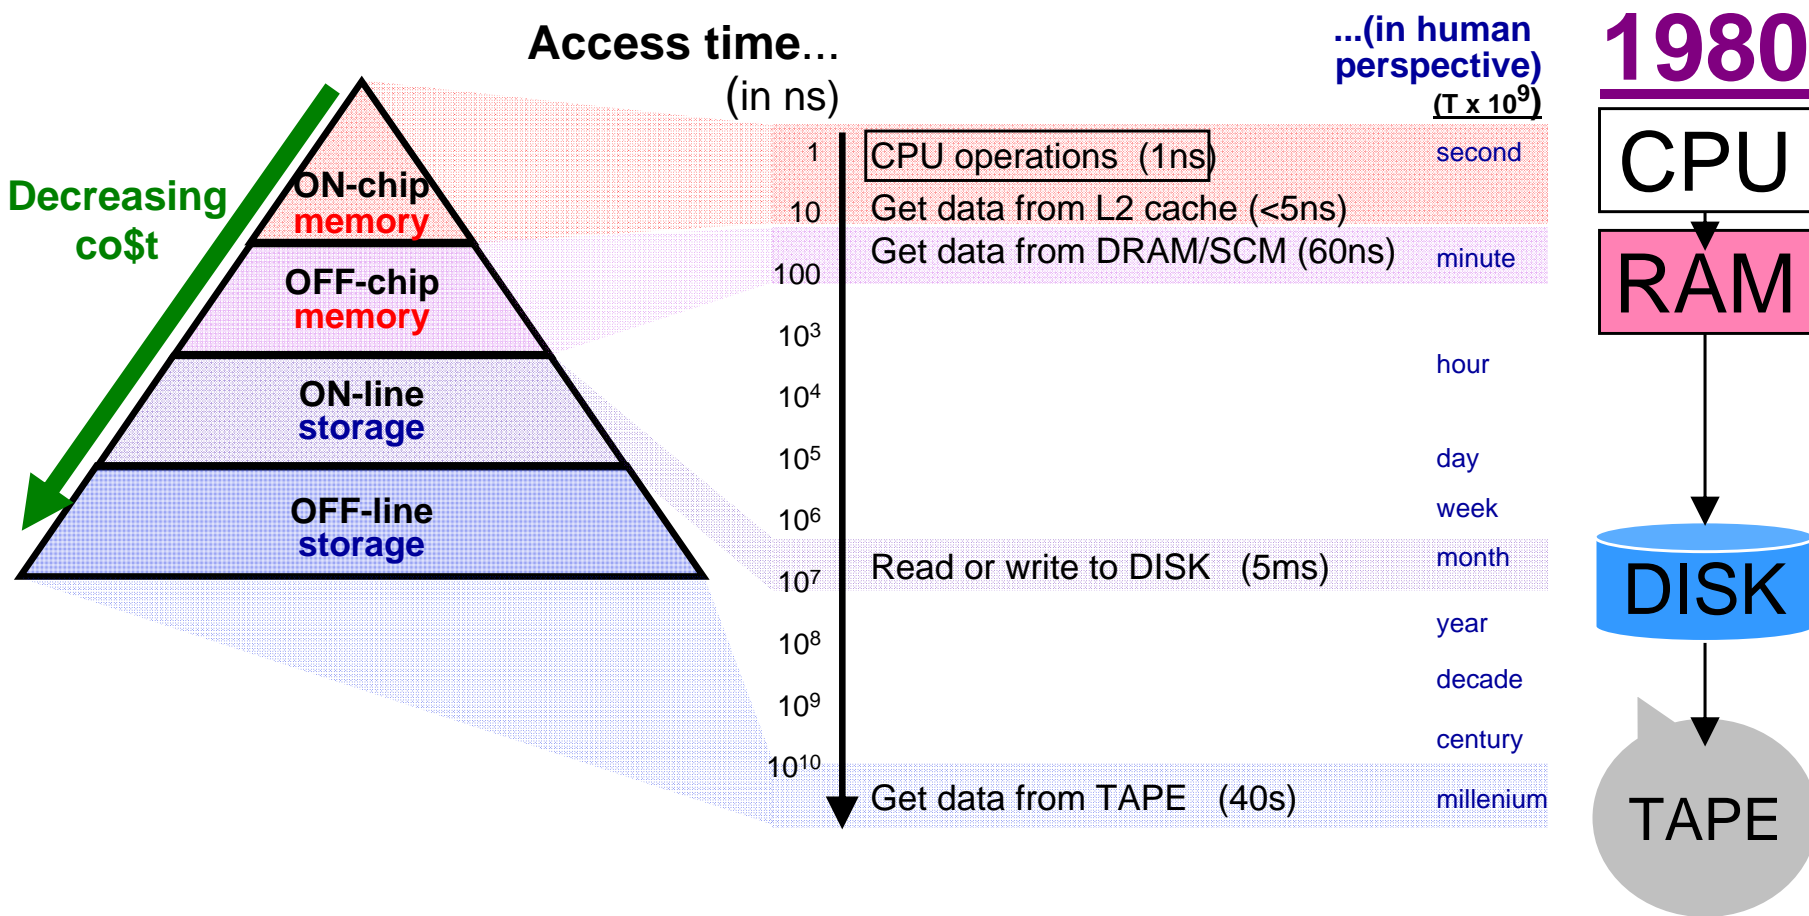 Access time...
(in ns)
...(in human
perspective)
(T x 10⁹)
1980
Decreasing
co$t
ON-chip
memory
OFF-chip
memory
ON-line
storage
OFF-line
storage
1
CPU operations (1ns)
second
10
Get data from L2 cache (<5ns)
Get data from DRAM/SCM (60ns)
minute
100
10³
hour
10⁴
10⁵
day
10⁶
week
Read or write to DISK (5ms)
month
10⁷
year
10⁸
decade
10⁹
century
10¹⁰
Get data from TAPE (40s)
millenium
CPU
RAM
DISK
TAPE